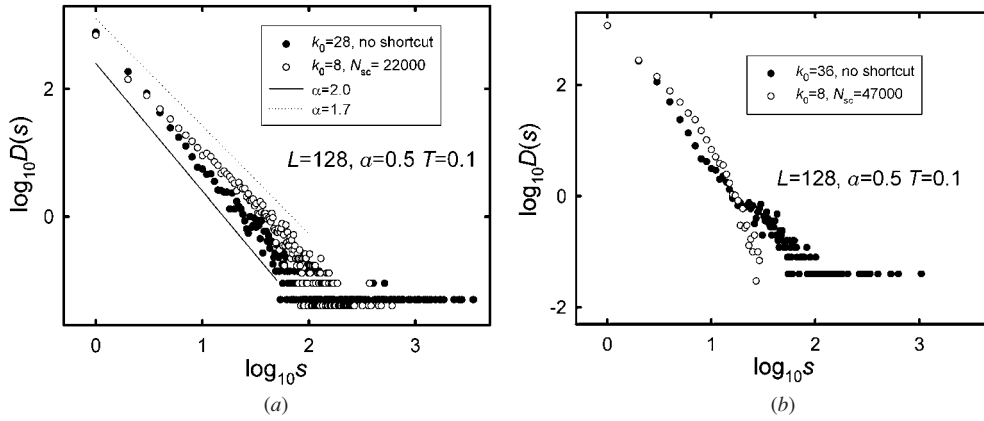 (a)
k₀=28, no shortcut
k₀=8, Nsc= 22000
α=2.0
α=1.7
L=128, α=0.5 T=0.1
log₁₀D(s)
2
0
0
1
2
3
log₁₀s
(a)
(b)
k₀=36, no shortcut
k₀=8, Nsc=47000
L=128, α=0.5 T=0.1
log₁₀D(s)
2
0
-2
0
1
2
3
log₁₀s
(b)